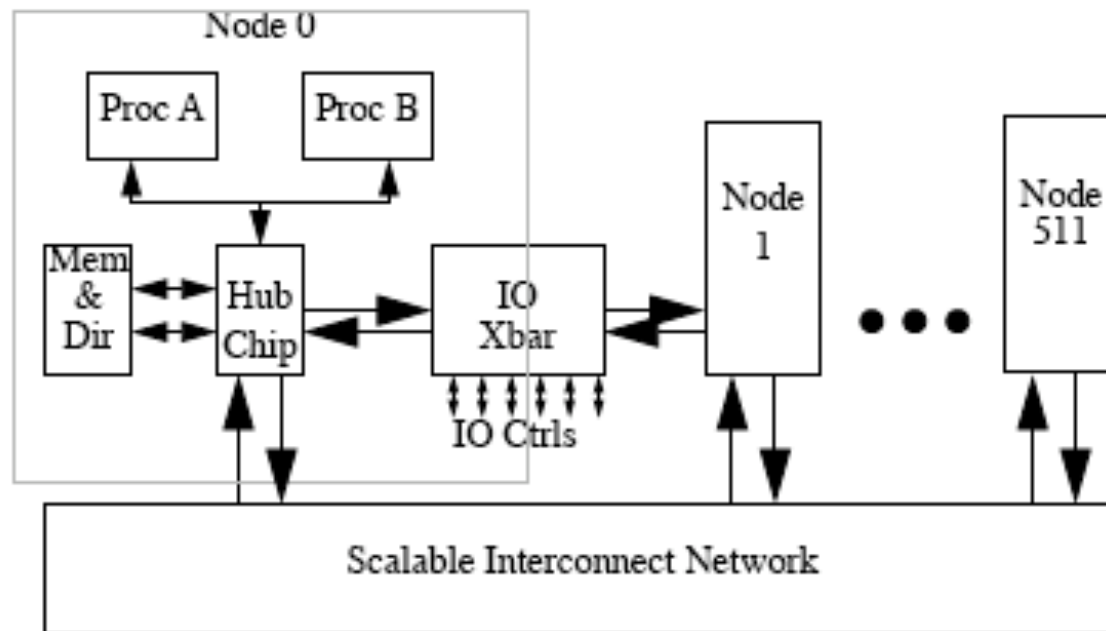 Node 0
Proc A
Proc B
Mem
&
Dir
Hub
Chip
IO
Xbar
IO Ctrls
Node
1
Node
511
Scalable Interconnect Network